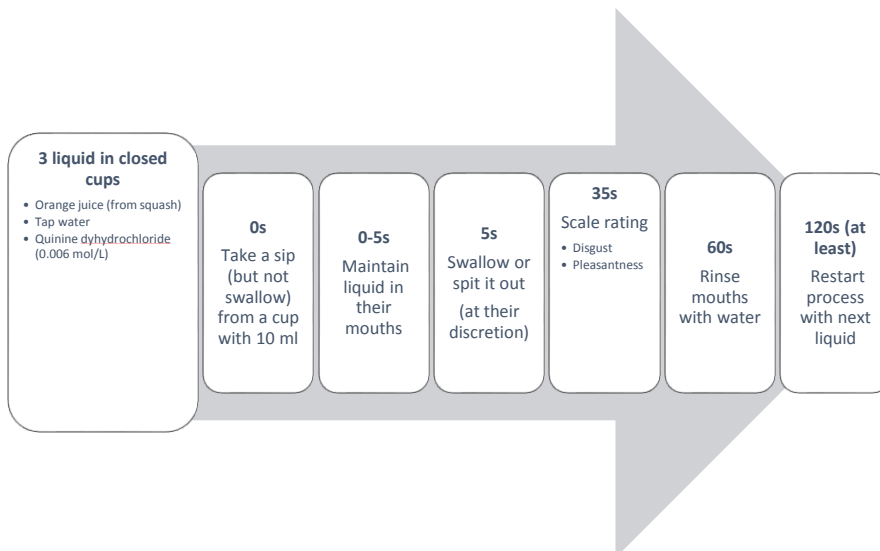 3 liquid in closed
cups
• Orange juice (from squash)
• Tap water
• Quinine dyhydrochloride
(0.006 mol/L)
0s
Take a sip
(but not
swallow)
from a cup
with 10 ml
0-5s
Maintain
liquid in
their
mouths
5s
Swallow or
spit it out
(at their
discretion)
35s
Scale rating
• Disgust
• Pleasantness
60s
Rinse
mouths
with water
120s (at
least)
Restart
process
with next
liquid